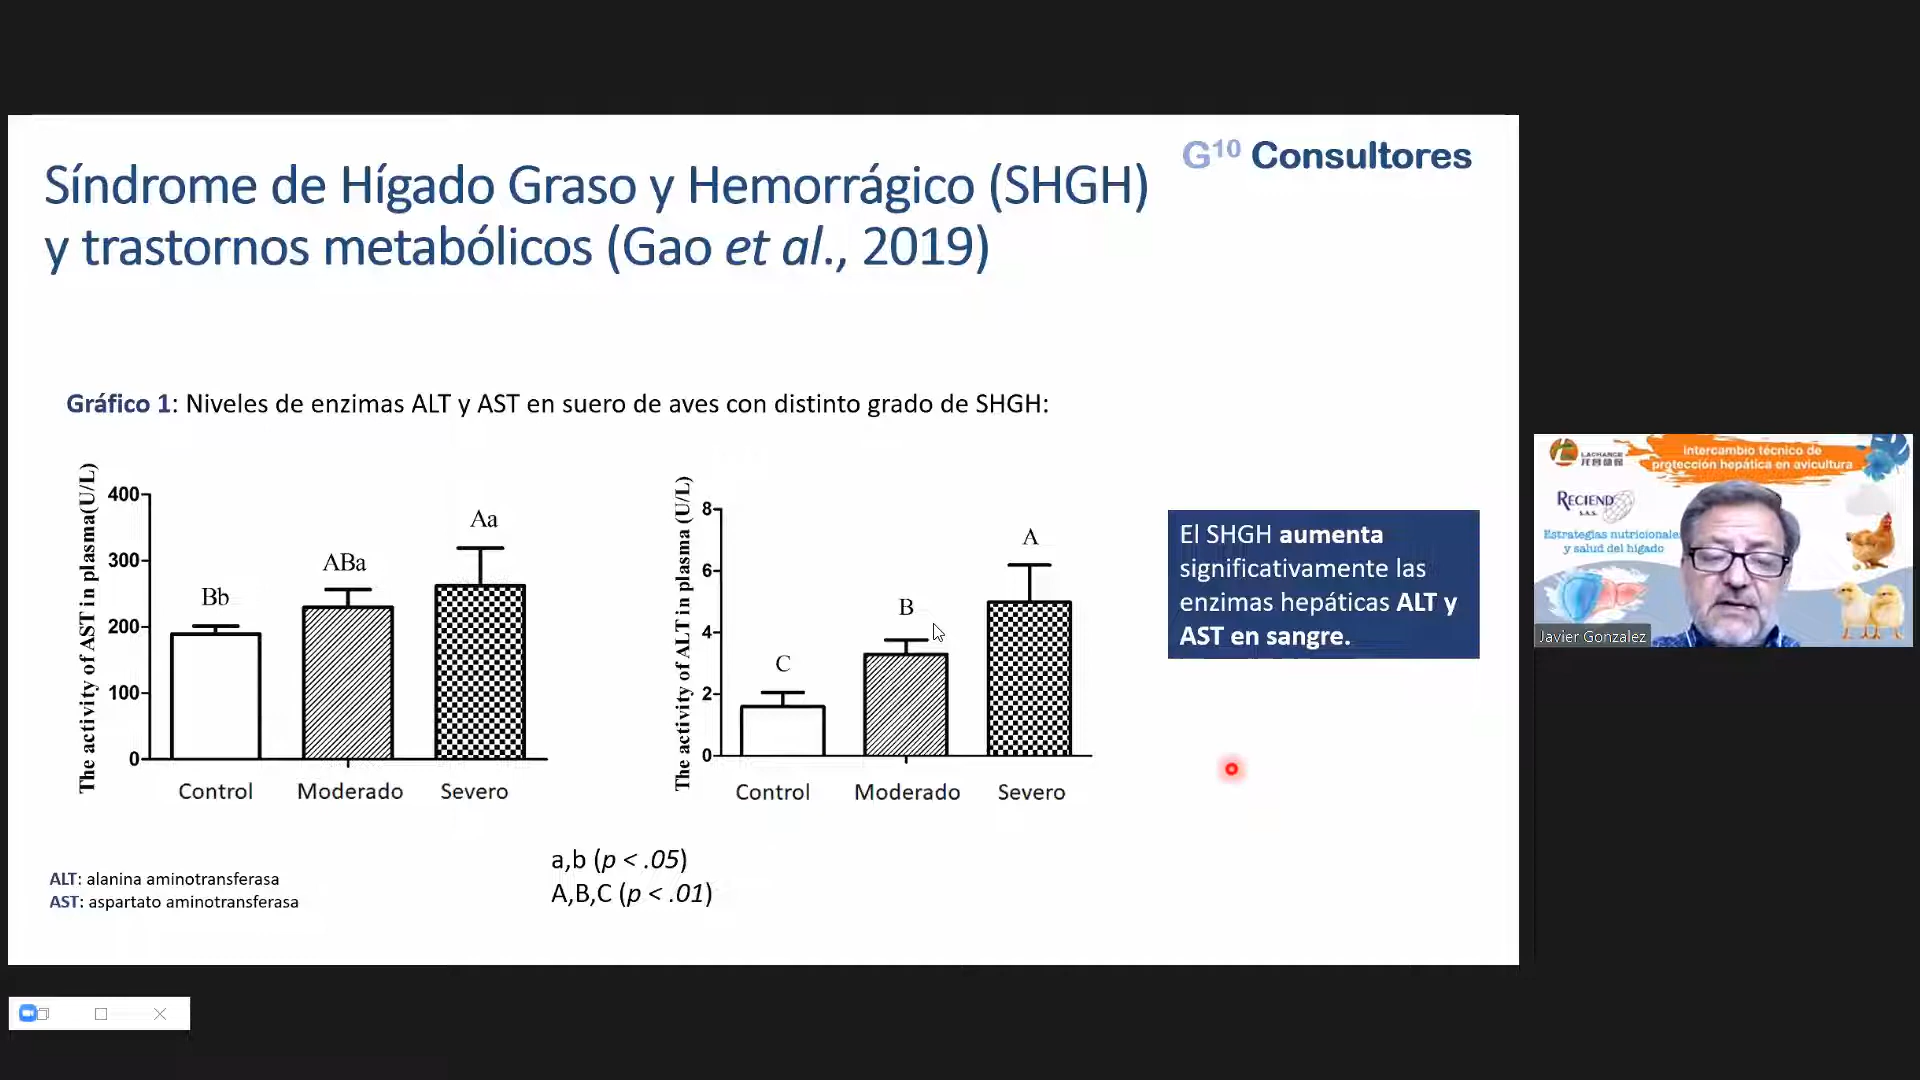 G10 Consultores
Síndrome de Hígado Graso y Hemorrágico (SHGH)
y trastornos metabólicos (Gao et al., 2019)
Gráfico 1: Niveles de enzimas ALT y AST en suero de aves con distinto grado de SHGH:
The activity of AST in plasma(U/L)
400
300
200
100
0
Bb
ABa
Aa
Control
Moderado
Severo
The activity of ALT in plasma (U/L)
8
6
4
2
0
C
B
A
Control
Moderado
Severo
El SHGH aumenta
significativamente las
enzimas hepáticas ALT y
AST en sangre.
ALT: alanina aminotransferasa
AST: aspartato aminotransferasa
a,b (p < .05)
A,B,C (p < .01)
Intercambio técnico de
protección hepática en avicultura
RECIEND
S.A.S.
Estrategias nutricionale
y salud del hígado
Javier Gonzalez